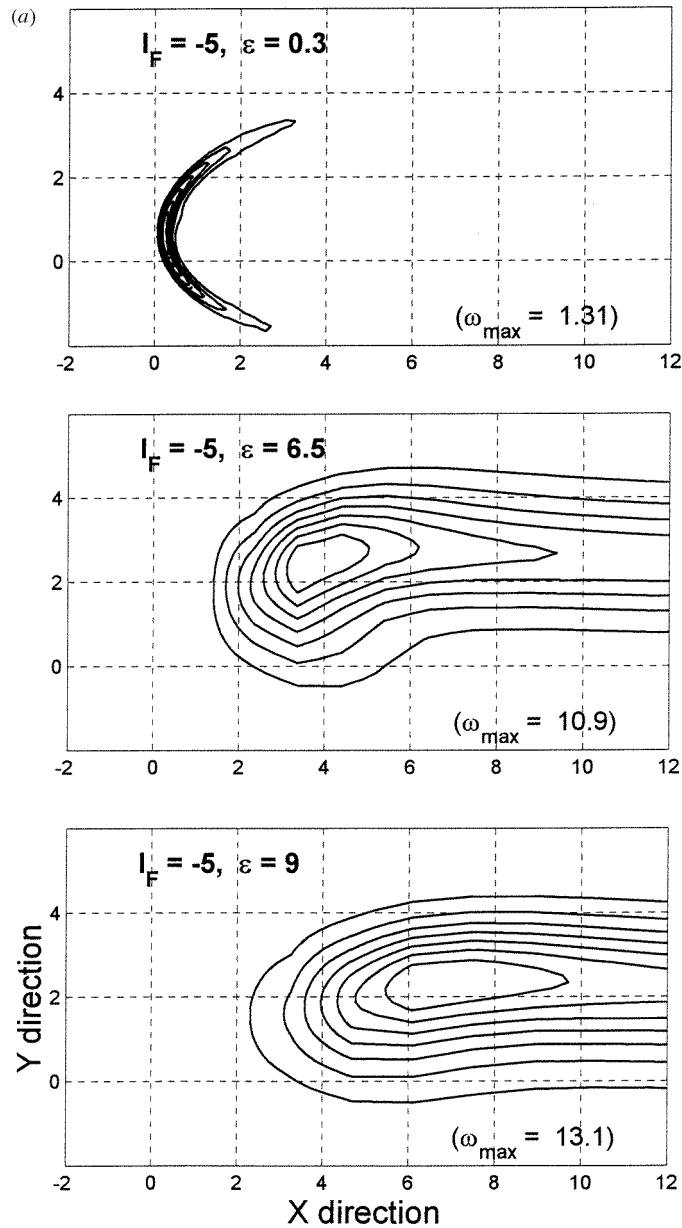 (a)
I_F = -5, ε = 0.3
4
2
0
(ω_max = 1.31)
-2 0 2 4 6 8 10 12
I_F = -5, ε = 6.5
4
2
0
(ω_max = 10.9)
-2 0 2 4 6 8 10 12
I_F = -5, ε = 9
4
2
0
Y direction
(ω_max = 13.1)
-2 0 2 4 6 8 10 12
X direction